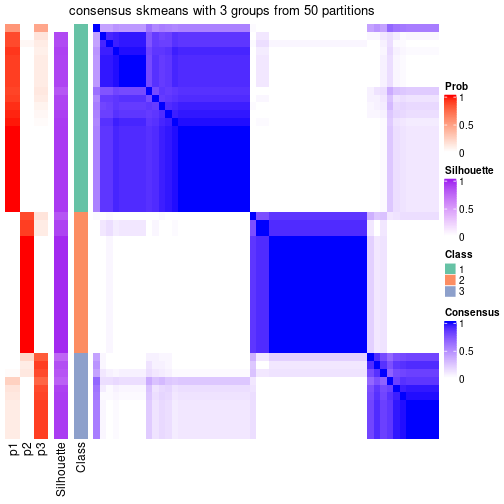 consensus skmeans with 3 groups from 50 partitions
Prob
1
0.5
0
Silhouette
1
0.5
0
Class
1
2
3
Consensus
1
0.5
0
p1
p2
p3
Silhouette
Class